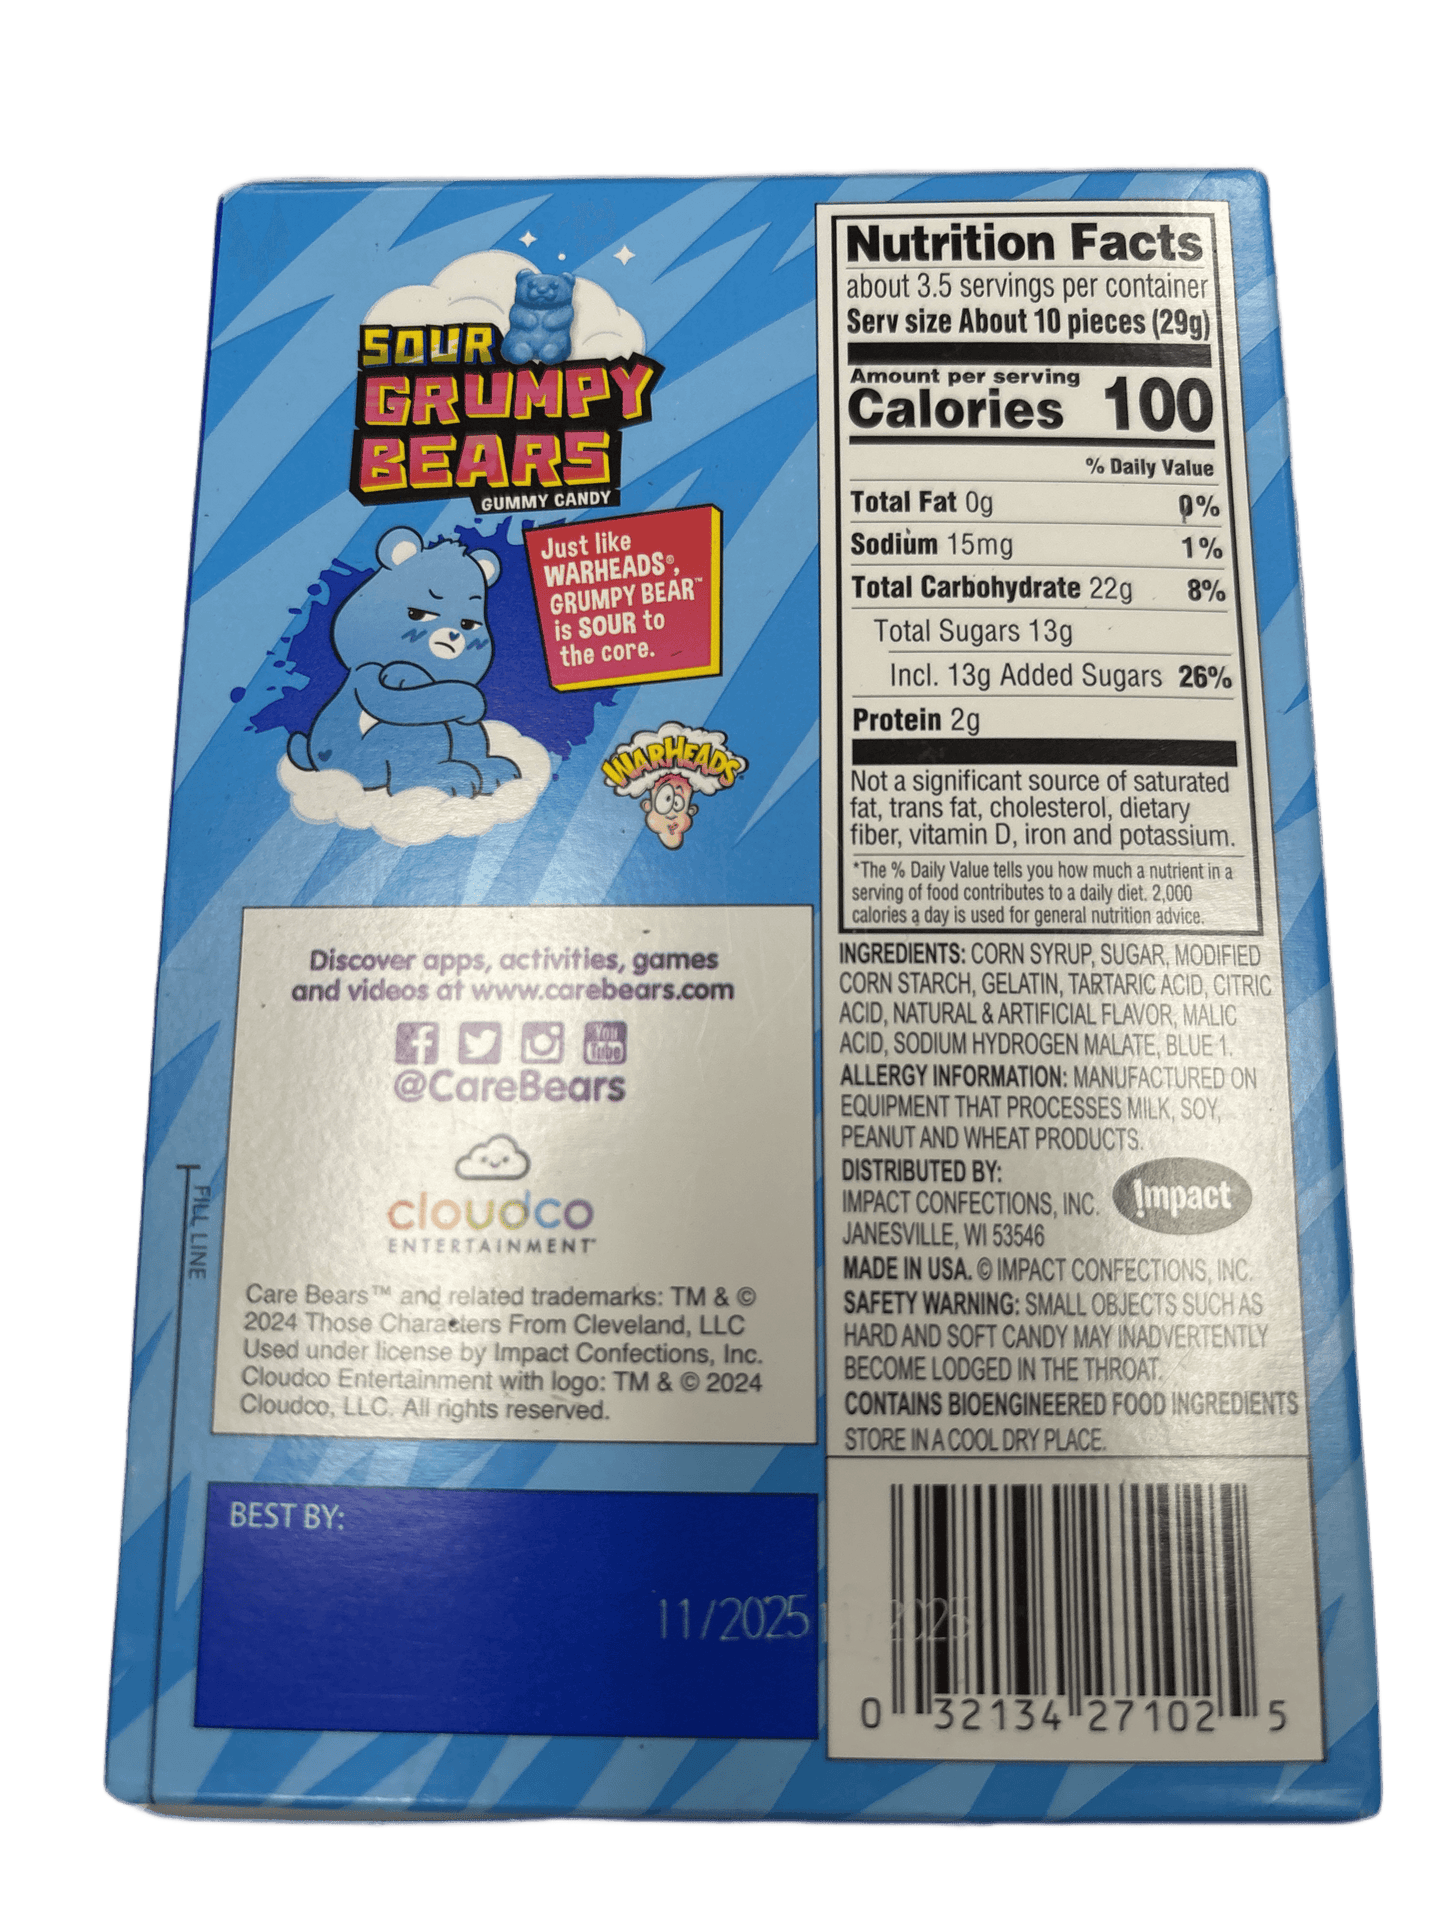 SOUR
GRUMPY
BEARS
GUMMY CANDY
Just like
WARHEADS®,
GRUMPY BEAR™
is SOUR to
the core.
WARHEADS®
Discover apps, activities, games
and videos at www.carebears.com
You
Tube
@CareBears
cloudco
ENTERTAINMENT™
Care Bears™ and related trademarks: TM & ©
2024 Those Characters From Cleveland, LLC
Used under license by Impact Confections, Inc.
Cloudco Entertainment with logo: TM & © 2024
Cloudco, LLC. All rights reserved.
FILL LINE
BEST BY:
11/2025
Nutrition Facts
about 3.5 servings per container
Serv size About 10 pieces (29g)
Amount per serving
Calories 100
% Daily Value
Total Fat 0g 0%
Sodium 15mg 1%
Total Carbohydrate 22g 8%
Total Sugars 13g
Incl. 13g Added Sugars 26%
Protein 2g
Not a significant source of saturated
fat, trans fat, cholesterol, dietary
fiber, vitamin D, iron and potassium.
*The % Daily Value tells you how much a nutrient in a
serving of food contributes to a daily diet. 2,000
calories a day is used for general nutrition advice.
INGREDIENTS: CORN SYRUP, SUGAR, MODIFIED
CORN STARCH, GELATIN, TARTARIC ACID, CITRIC
ACID, NATURAL & ARTIFICIAL FLAVOR, MALIC
ACID, SODIUM HYDROGEN MALATE, BLUE 1.
ALLERGY INFORMATION: MANUFACTURED ON
EQUIPMENT THAT PROCESSES MILK, SOY,
PEANUT AND WHEAT PRODUCTS.
DISTRIBUTED BY:
IMPACT CONFECTIONS, INC.
JANESVILLE, WI 53546
!mpact
MADE IN USA. © IMPACT CONFECTIONS, INC.
SAFETY WARNING: SMALL OBJECTS SUCH AS
HARD AND SOFT CANDY MAY INADVERTENTLY
BECOME LODGED IN THE THROAT.
CONTAINS BIOENGINEERED FOOD INGREDIENTS
STORE IN A COOL DRY PLACE.
0 32134 27102 5